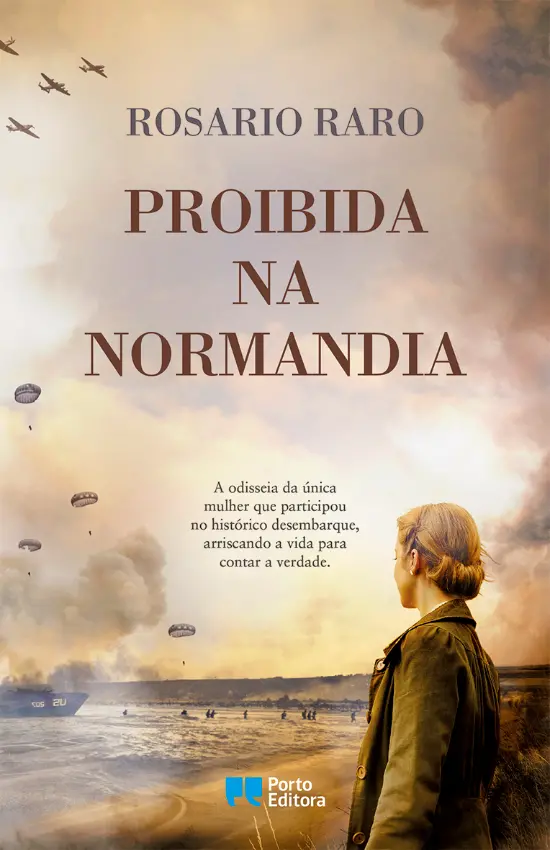 ROSARIO RARO
PROIBIDA
NA
NORMANDIA
A odisseia da única
mulher que participou
no histórico desembarque,
arriscando a vida para
contar a verdade.
Porto
Editora